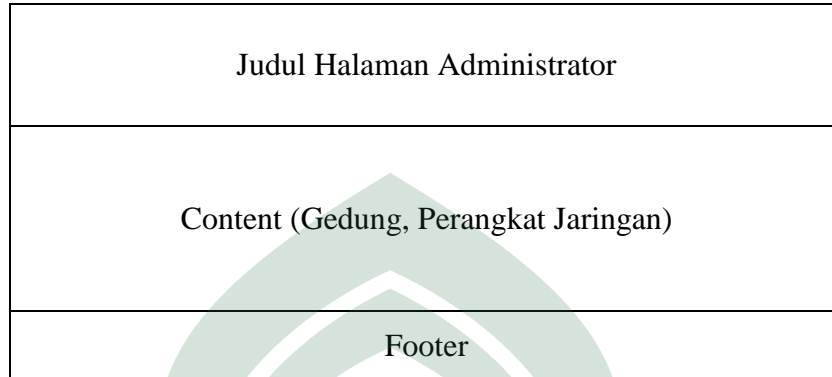 Judul Halaman Administrator
Content (Gedung, Perangkat Jaringan)
Footer